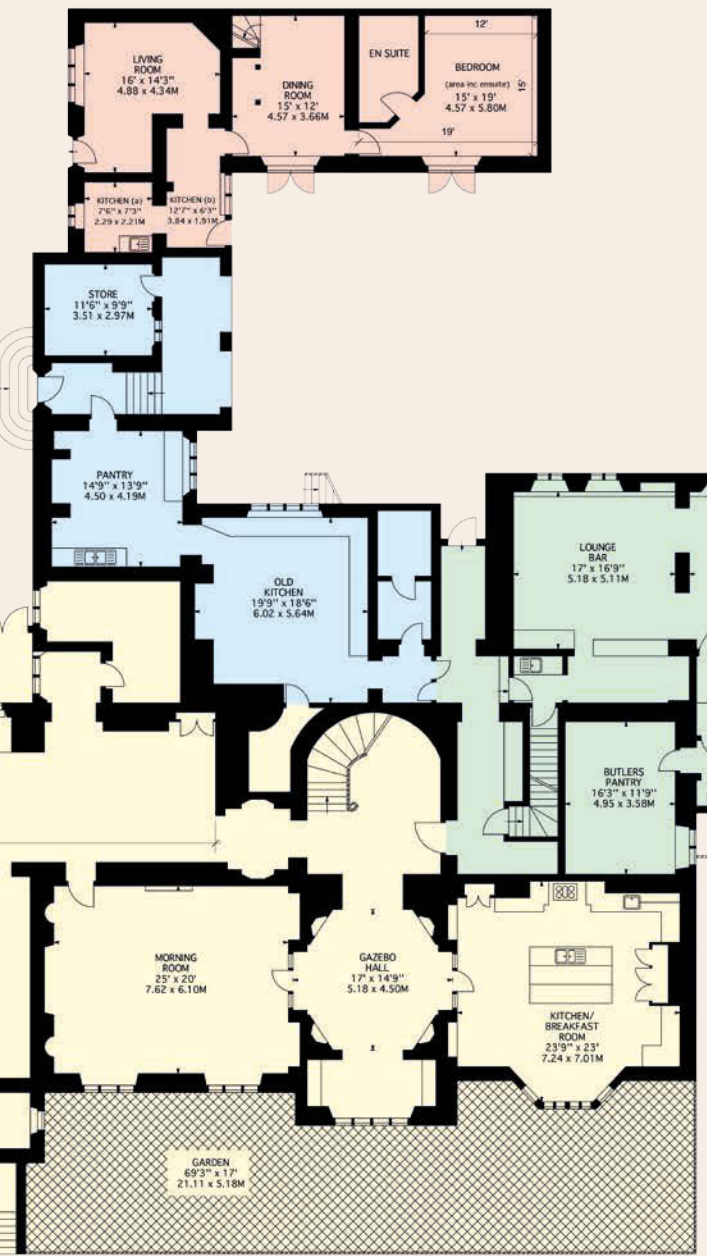 LIVING
ROOM
16' x 14'3"
4.88 x 4.34M
DINING
ROOM
15' x 12'
4.57 x 3.66M
EN SUITE
12'
BEDROOM
(area inc ensuite)
15' x 19'
4.57 x 5.80M
15'
19'
KITCHEN (a)
7'6" x 7'3"
2.29 x 2.21M
KITCHEN (b)
12'7" x 6'3"
3.84 x 1.91M
STORE
11'6" x 9'9"
3.51 x 2.97M
PANTRY
14'9" x 13'9"
4.50 x 4.19M
OLD
KITCHEN
19'9" x 18'6"
6.02 x 5.64M
LOUNGE
BAR
17' x 16'9"
5.18 x 5.11M
BUTLERS
PANTRY
16'3" x 11'9"
4.95 x 3.58M
MORNING
ROOM
25' x 20'
7.62 x 6.10M
GAZEBO
HALL
17' x 14'9"
5.18 x 4.50M
KITCHEN/
BREAKFAST
ROOM
23'9" x 23'
7.24 x 7.01M
GARDEN
69'3" x 17'
21.11 x 5.18M